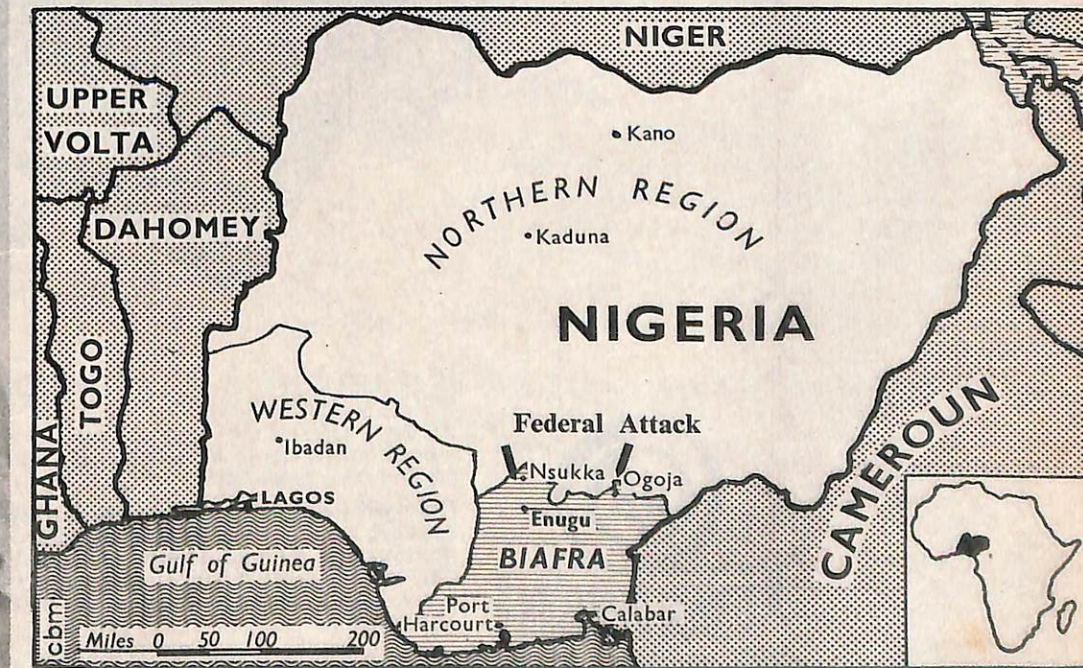 NIGER
UPPER
VOLTA
Kano
NORTHERN REGION
DAHOMEY
Kaduna
NIGERIA
TOGO
GHANA
WESTERN REGION
Ibadan
LAGOS
Federal Attack
Nsukka
Ogoja
Enugu
BIAFRA
CAMEROUN
Gulf of Guinea
Port
Harcourt
Calabar
cbm
Miles 0 50 100 200